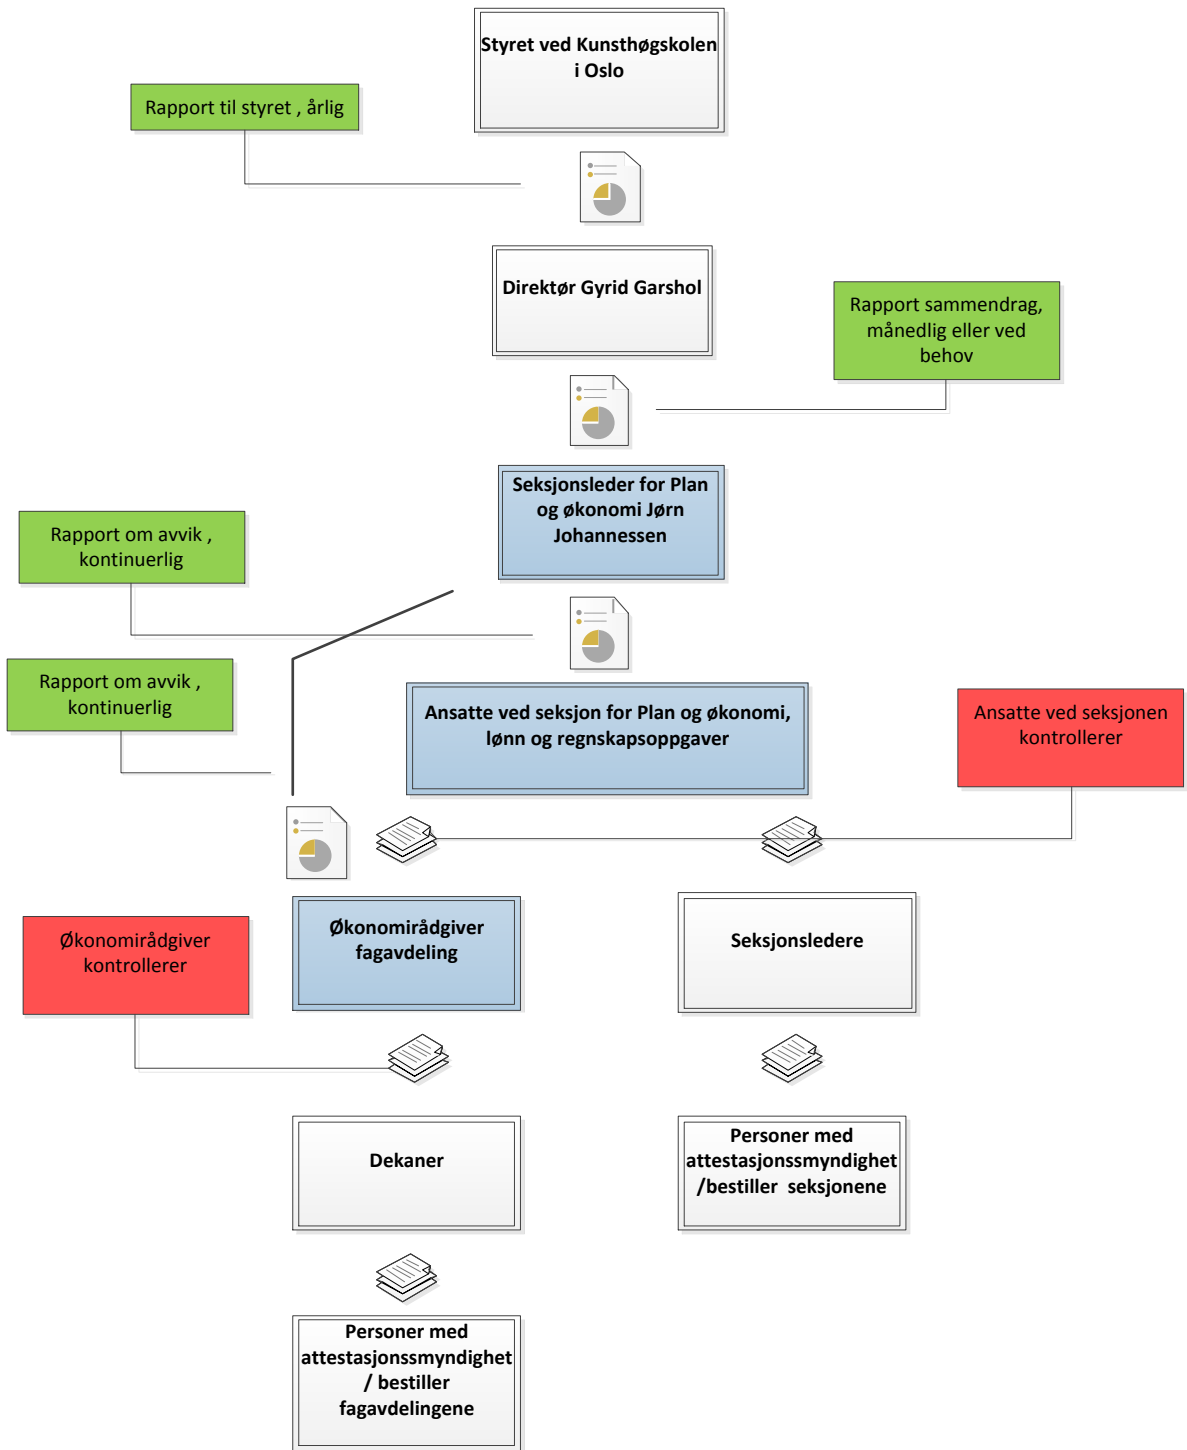 Styret ved Kunsthøgskolen
i Oslo
Rapport til styret , årlig
Direktør Gyrid Garshol
Rapport sammendrag,
månedlig eller ved
behov
Seksjonsleder for Plan
og økonomi Jørn
Johannessen
Rapport om avvik ,
kontinuerlig
Rapport om avvik ,
kontinuerlig
Ansatte ved seksjon for Plan og økonomi,
lønn og regnskapsoppgaver
Ansatte ved seksjonen
kontrollerer
Økonomirådgiver
fagavdeling
Seksjonsledere
Økonomirådgiver
kontrollerer
Dekaner
Personer med
attestasjonssmyndighet
/bestiller  seksjonene
Personer med
attestasjonssmyndighet
/ bestiller
fagavdelingene